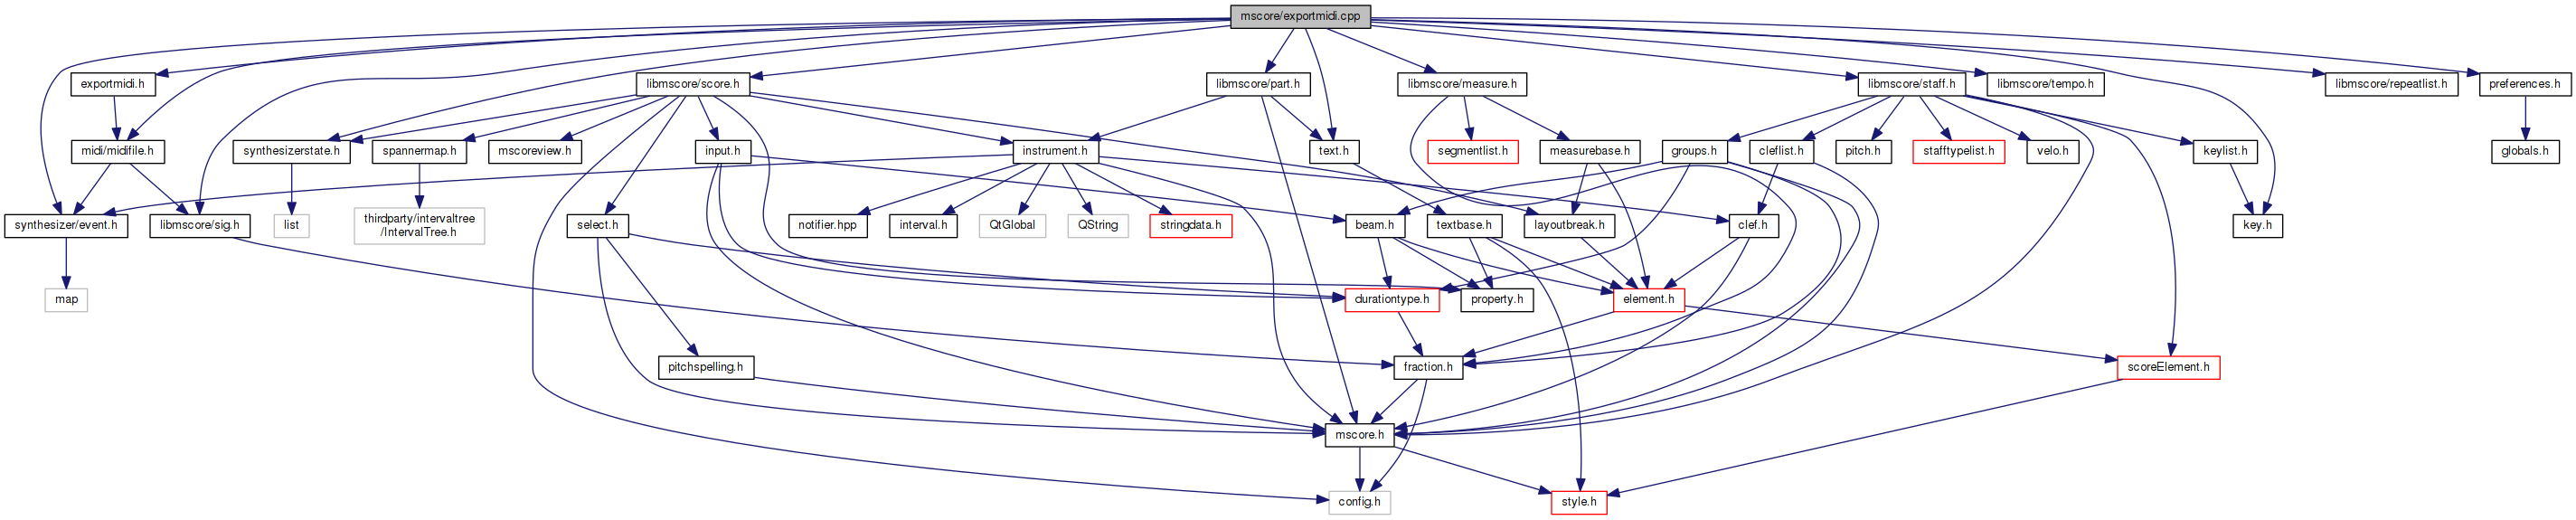 mscore/exportmidi.cpp
exportmidi.h
libmscore/score.h
libmscore/part.h
libmscore/measure.h
libmscore/staff.h
libmscore/tempo.h
libmscore/repeatlist.h
preferences.h
midi/midifile.h
synthesizerstate.h
spannermap.h
mscoreview.h
input.h
instrument.h
text.h
segmentlist.h
measurebase.h
groups.h
cleflist.h
pitch.h
stafftypelist.h
velo.h
keylist.h
globals.h
synthesizer/event.h
libmscore/sig.h
list
thirdparty/intervaltree
/IntervalTree.h
select.h
notifier.hpp
interval.h
QtGlobal
QString
stringdata.h
beam.h
textbase.h
layoutbreak.h
clef.h
key.h
map
durationtype.h
property.h
element.h
pitchspelling.h
fraction.h
scoreElement.h
mscore.h
config.h
style.h